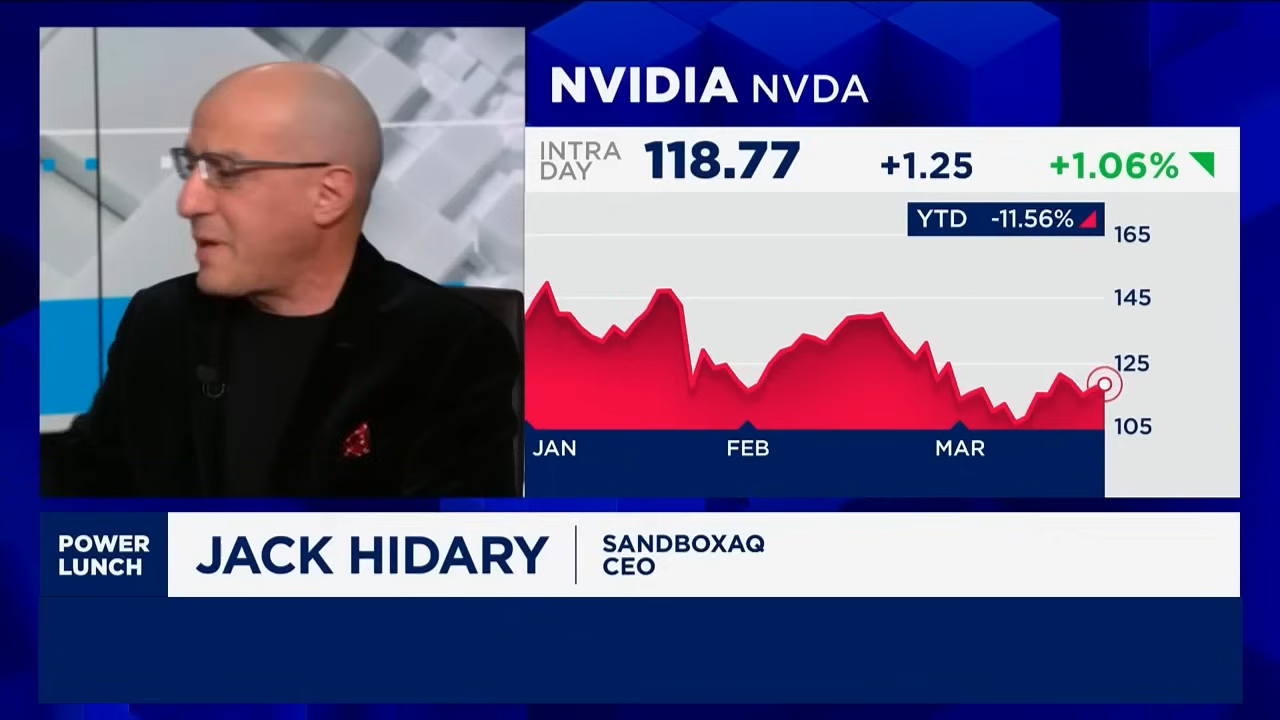 NVIDIA NVDA
INTRA
DAY
118.77 +1.25 +1.06%
YTD -11.56%
165
145
125
105
JAN FEB MAR
POWER
LUNCH
JACK HIDARY
SANDBOXAQ
CEO